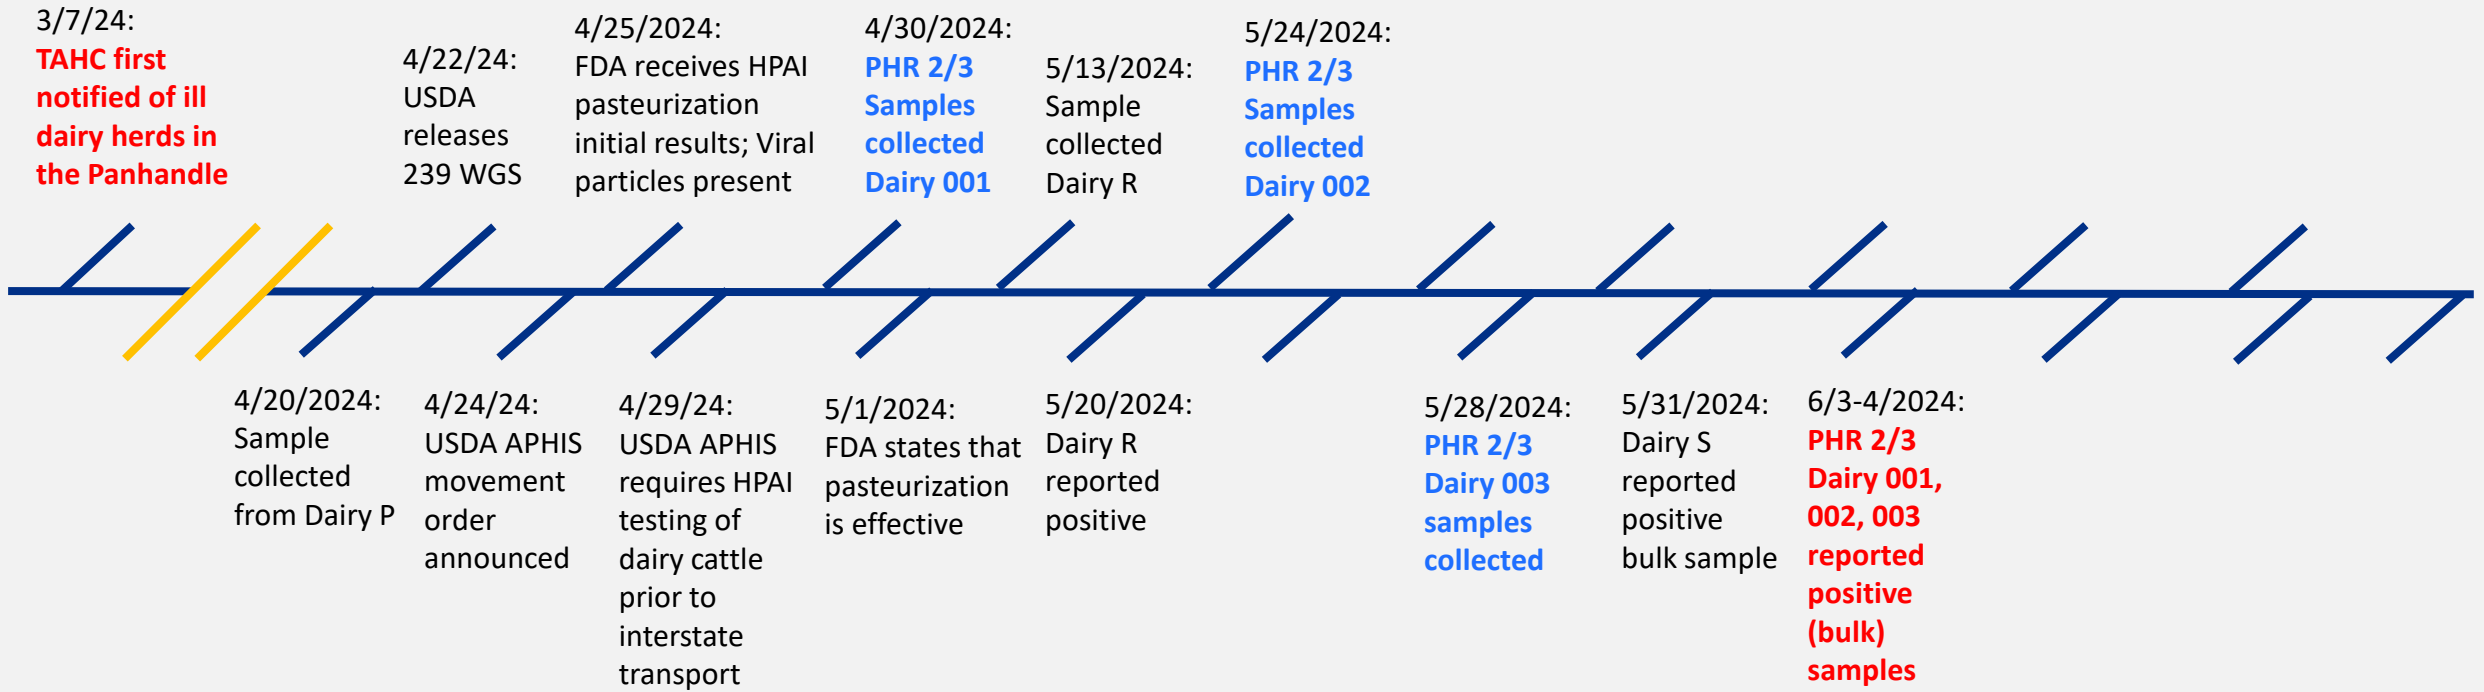 3/7/24:
TAHC first
notified of ill
dairy herds in
the Panhandle
4/22/24:
USDA
releases
239 WGS
4/25/2024:
FDA receives HPAI
pasteurization
initial results; Viral
particles present
4/30/2024:
PHR 2/3
Samples
collected
Dairy 001
5/13/2024:
Sample
collected
Dairy R
5/24/2024:
PHR 2/3
Samples
collected
Dairy 002
4/20/2024:
Sample
collected
from Dairy P
4/24/24:
USDA APHIS
movement
order
announced
4/29/24:
USDA APHIS
requires HPAI
testing of
dairy cattle
prior to
interstate
transport
5/1/2024:
FDA states that
pasteurization
is effective
5/20/2024:
Dairy R
reported
positive
5/28/2024:
PHR 2/3
Dairy 003
samples
collected
5/31/2024:
Dairy S
reported
positive
bulk sample
6/3-4/2024:
PHR 2/3
Dairy 001,
002, 003
reported
positive
(bulk)
samples